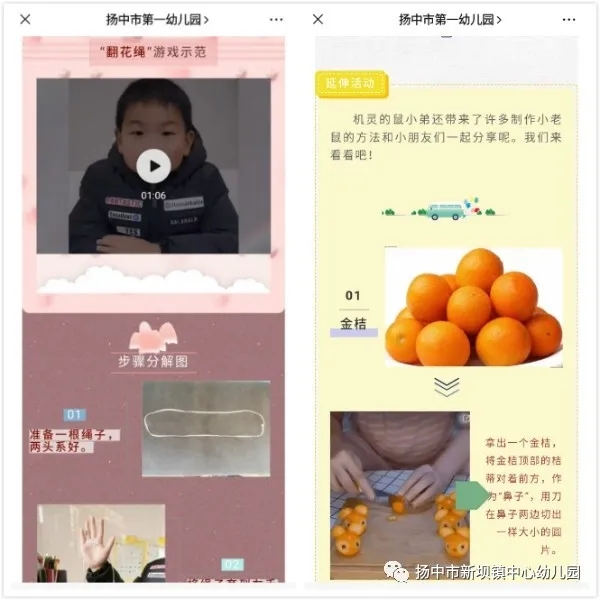 扬中市第一幼儿园
“翻花绳”游戏示范
01:06
步骤分解图
01
准备一根绳子，
两头系好。
02
扬中市第一幼儿园
延伸活动
机灵的鼠小弟还带来了许多制作小老
鼠的方法和小朋友们一起分享呢。我们来
看看吧！
01
金桔
拿出一个金桔，
将金桔顶部的桔
蒂对着前方，作
为“鼻子”，用刀
在鼻子两边切出
一样大小的圆
片。
扬中市新坝镇中心幼儿园